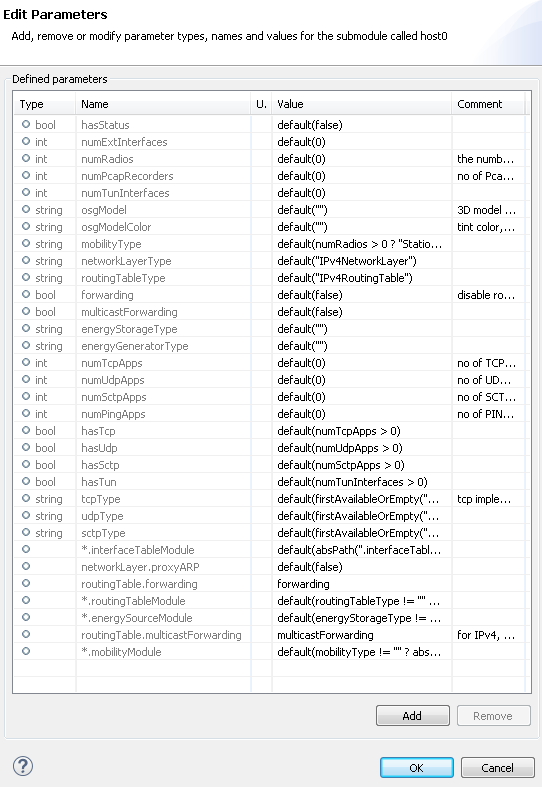 Edit Parameters
Add, remove or modify parameter types, names and values for the submodule called host0
Defined parameters
Type Name U. Value Comment
bool hasStatus default(false)
int numExtInterfaces default(0)
int numRadios default(0) the numb...
int numPcapRecorders default(0) no of Pca...
int numTunInterfaces default(0)
string osgModel default("") 3D model ...
string osgModelColor default("") tint color,...
string mobilityType default(numRadios > 0 ? "Statio...
string networkLayerType default("IPv4NetworkLayer")
string routingTableType default("IPv4RoutingTable")
bool forwarding default(false) disable ro...
bool multicastForwarding default(false)
string energyStorageType default("")
string energyGeneratorType default("")
int numTcpApps default(0) no of TCP...
int numUdpApps default(0) no of UD...
int numSctpApps default(0) no of SCT...
int numPingApps default(0) no of PIN...
bool hasTcp default(numTcpApps > 0)
bool hasUdp default(numUdpApps > 0)
bool hasSctp default(numSctpApps > 0)
bool hasTun default(numTunInterfaces > 0)
string tcpType default(firstAvailableOrEmpty("... tcp imple...
string udpType default(firstAvailableOrEmpty("...
string sctpType default(firstAvailableOrEmpty("...
*.interfaceTableModule default(absPath(".interfaceTabl...
networkLayer.proxyARP default(false)
routingTable.forwarding forwarding
*.routingTableModule default(routingTableType != "" ...
*.energySourceModule default(energyStorageType != ...
routingTable.multicastForwarding multicastForwarding for IPv4, ...
*.mobilityModule default(mobilityType != "" ? abs...
Add Remove
? OK Cancel